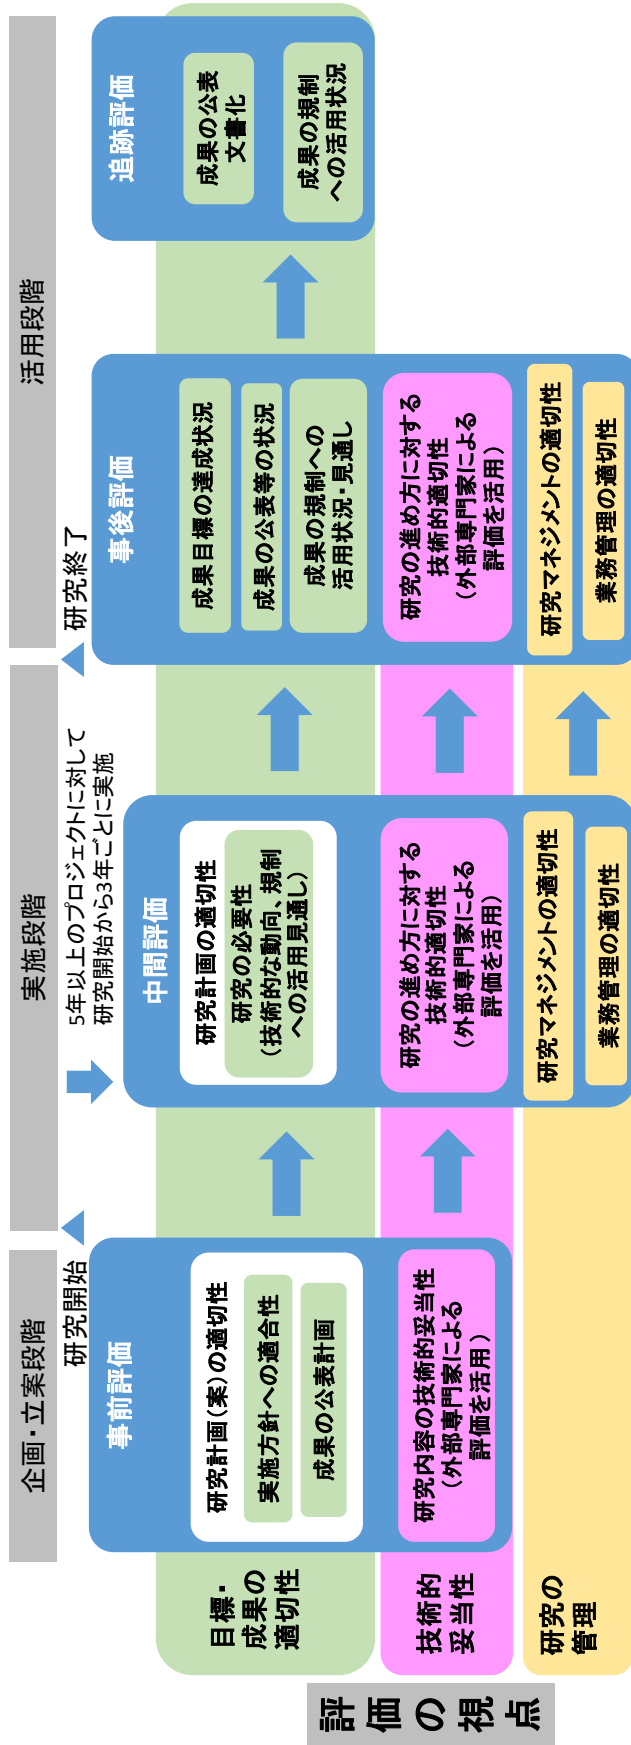 企画・立案段階
実施段階
活用段階
研究開始
5年以上のプロジェクトに対して
研究開始から3年ごとに実施
研究終了
事前評価
研究計画(案)の適切性
実施方針への適合性
成果の公表計画
研究内容の技術的妥当性
(外部専門家による
評価を活用)
中間評価
研究計画の適切性
研究の必要性
(技術的な動向、規制
への活用見通し)
研究の進め方に対する
技術的適切性
(外部専門家による
評価を活用)
研究マネジメントの適切性
業務管理の適切性
事後評価
成果目標の達成状況
成果の公表等の状況
成果の規制への
活用状況・見通し
研究の進め方に対する
技術的適切性
(外部専門家による
評価を活用)
研究マネジメントの適切性
業務管理の適切性
追跡評価
成果の公表
文書化
成果の規制
への活用状況
評価の視点
目標・
成果の
適切性
技術的
妥当性
研究の
管理